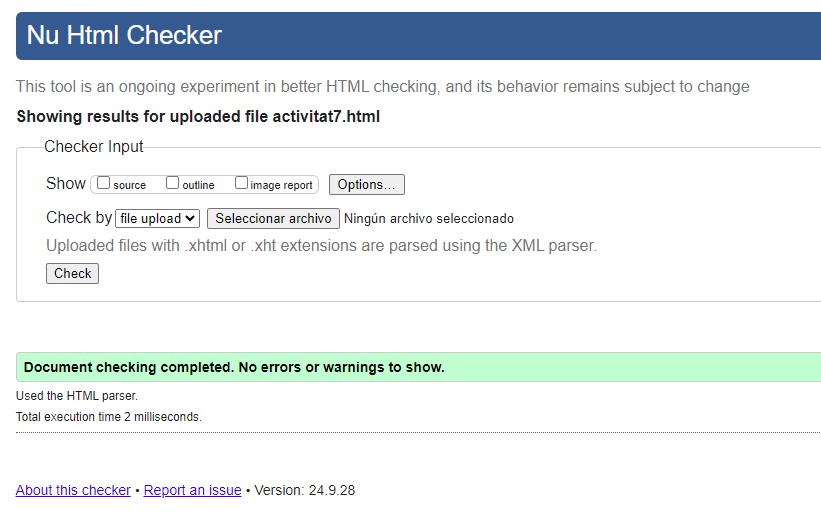 Nu Html Checker
This tool is an ongoing experiment in better HTML checking, and its behavior remains subject to change
Showing results for uploaded file activitat7.html
Checker Input
Show source outline image report Options...
Check by file upload Seleccionar archivo Ningún archivo seleccionado
Uploaded files with .xhtml or .xht extensions are parsed using the XML parser.
Check
Document checking completed. No errors or warnings to show.
Used the HTML parser.
Total execution time 2 milliseconds.
About this checker • Report an issue • Version: 24.9.28